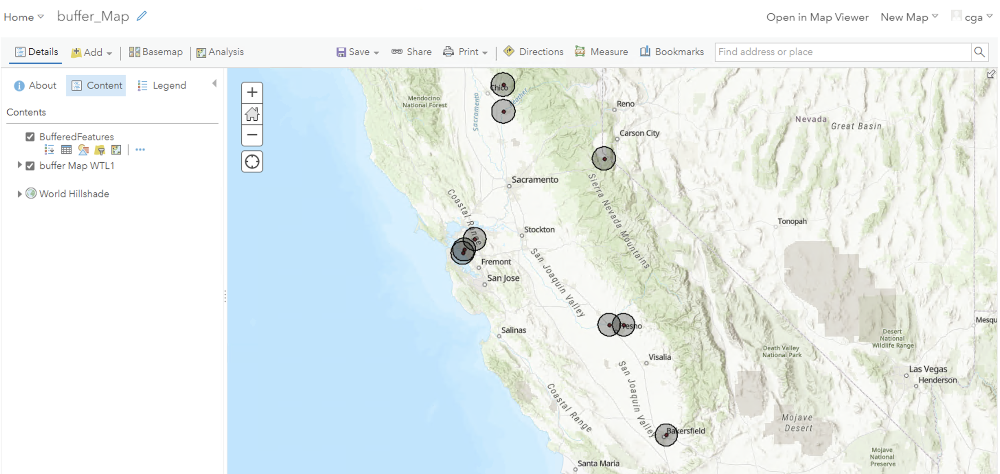 Home
buffer_Map
Open in Map Viewer
New Map
cga
Details
Add
Basemap
Analysis
Save
Share
Print
Directions
Measure
Bookmarks
Find address or place
About
Content
Legend
Contents
BufferedFeatures
buffer Map WTL1
World Hillshade
Chico
Feather
Sacramento
Mendocino
National Forest
Reno
Nevada
Great Basin
Carson City
Sacramento
Sierra Nevada Mountains
Coastal Range
Tonopah
Stockton
San Joaquin Valley
Fremont
San Jose
Mesqu
Fresno
Salinas
Desert
National
Wildlife Range
Death Valley
National Park
Visalia
San Joaquin Valley
Las Vegas
Henderson
Coastal Range
Mojave
Desert
Bakersfield
Mojave
National
Preserve
Santa Maria